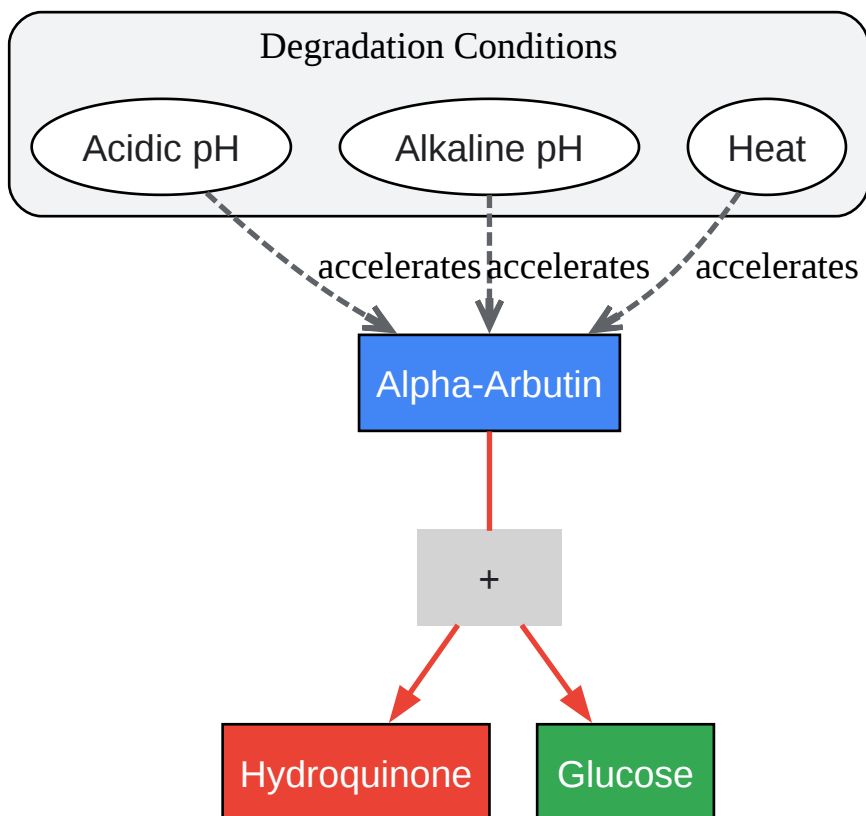 Degradation Conditions
Acidic pH
Alkaline pH
Heat
accelerates
accelerates
accelerates
Alpha-Arbutin
+
Hydroquinone
Glucose